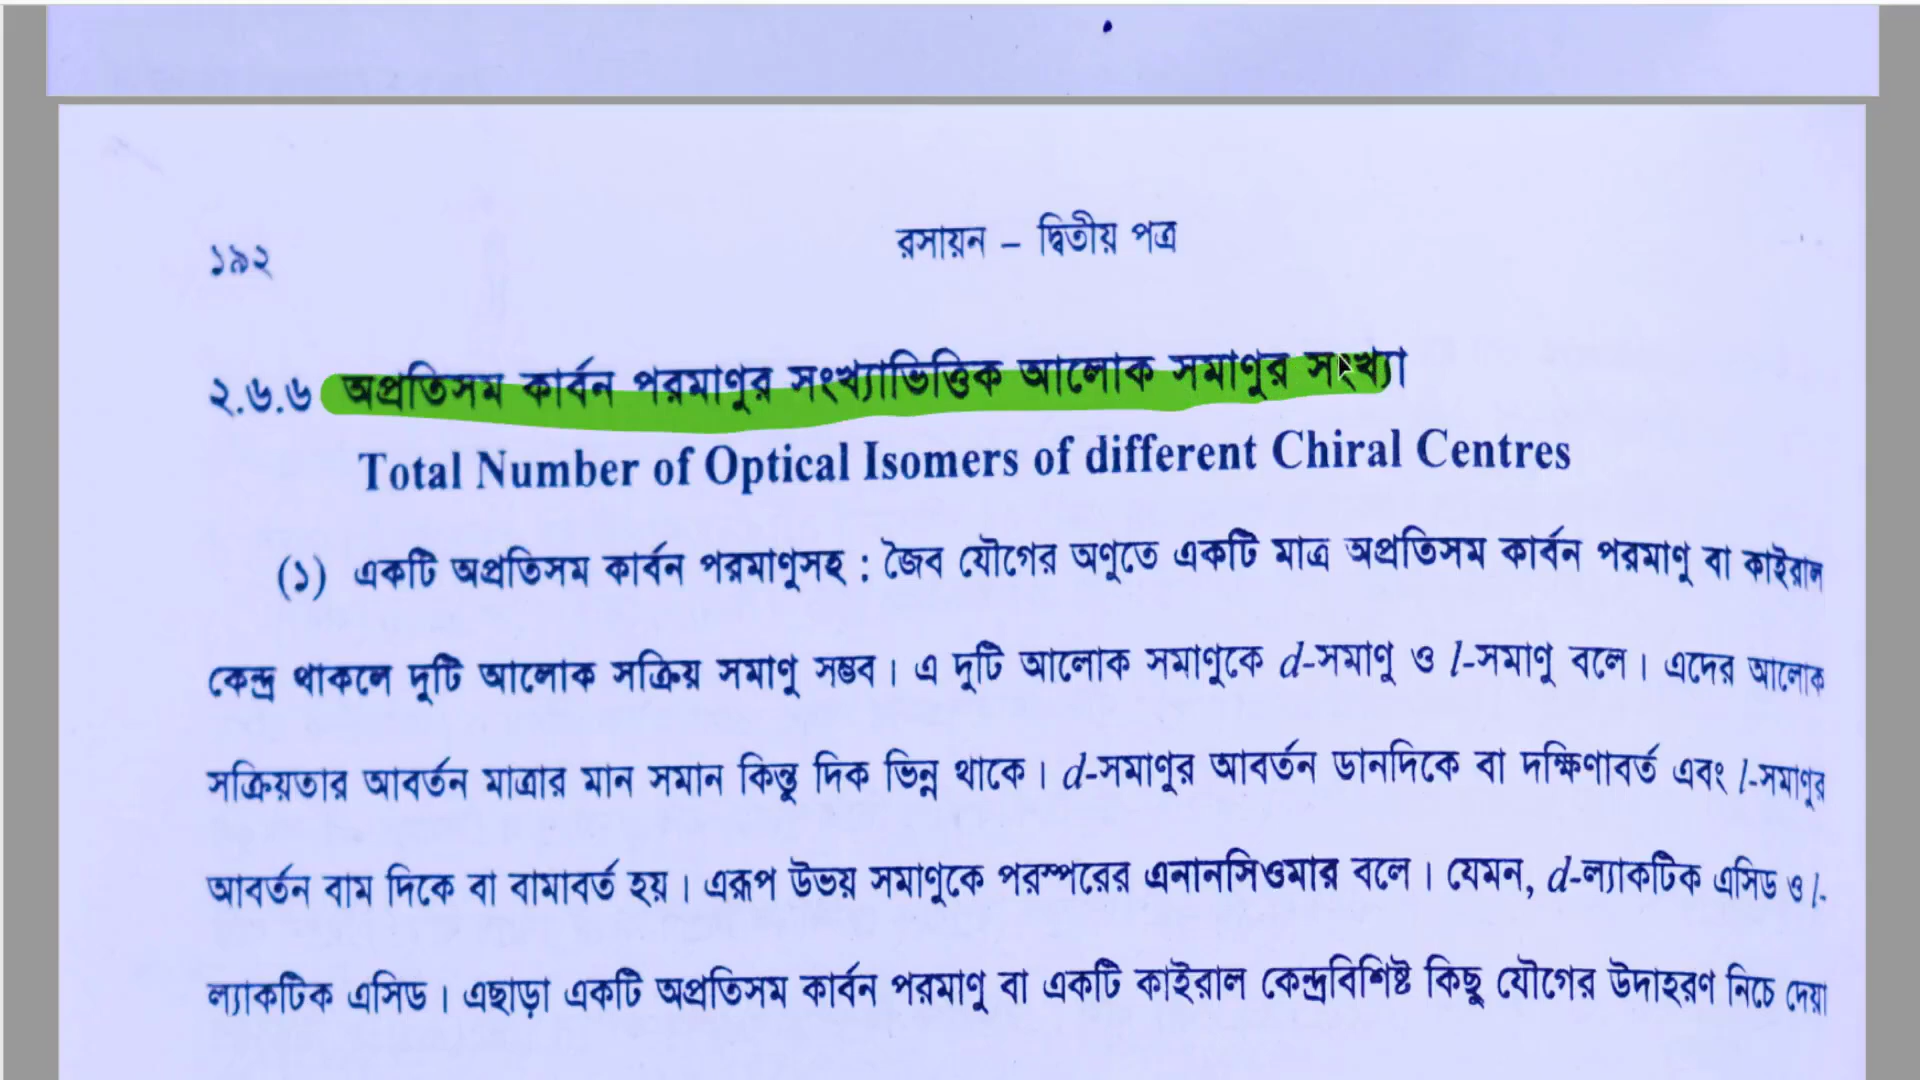 ১৯২
রসায়ন – দ্বিতীয় পত্র
২.৬.৬ অপ্রতিসম কার্বন পরমাণুর সংখ্যাভিত্তিক আলোক সমাণুর সংখ্যা
Total Number of Optical Isomers of different Chiral Centres
(১) একটি অপ্রতিসম কার্বন পরমাণুসহ : জৈব যৌগের অণুতে একটি মাত্র অপ্রতিসম কার্বন পরমাণু বা কাইরাল
কেন্দ্র থাকলে দুটি আলোক সক্রিয় সমাণু সম্ভব। এ দুটি আলোক সমাণুকে d-সমাণু ও l-সমাণু বলে। এদের আলোক
সক্রিয়তার আবর্তন মাত্রার মান সমান কিন্তু দিক ভিন্ন থাকে। d-সমাণুর আবর্তন ডানদিকে বা দক্ষিণাবর্ত এবং l-সমাণুর
আবর্তন বাম দিকে বা বামাবর্ত হয়। এরূপ উভয় সমাণুকে পরস্পরের এনানসিওমার বলে। যেমন, d-ল্যাকটিক এসিড ও l-
ল্যাকটিক এসিড। এছাড়া একটি অপ্রতিসম কার্বন পরমাণু বা একটি কাইরাল কেন্দ্রবিশিষ্ট কিছু যৌগের উদাহরণ নিচে দেয়া